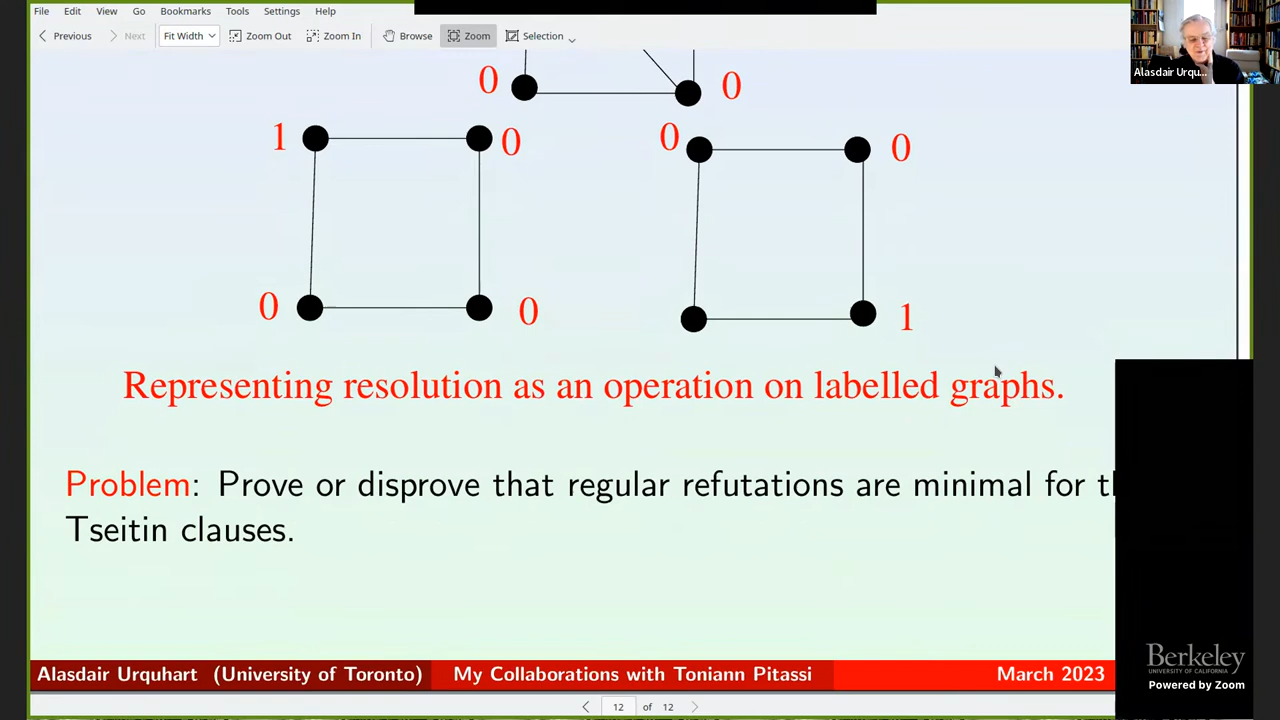 File Edit View Go Bookmarks Tools Settings Help
Previous Next Fit Width Zoom Out Zoom In Browse Zoom Selection
Alasdair Urqu...
0 0
1 0 0 0
0 0 1
Representing resolution as an operation on labelled graphs.
Problem: Prove or disprove that regular refutations are minimal for
Tseitin clauses.
Alasdair Urquhart (University of Toronto) My Collaborations with Toniann Pitassi March 2023
Berkeley
UNIVERSITY OF CALIFORNIA
Powered by Zoom
12 of 12